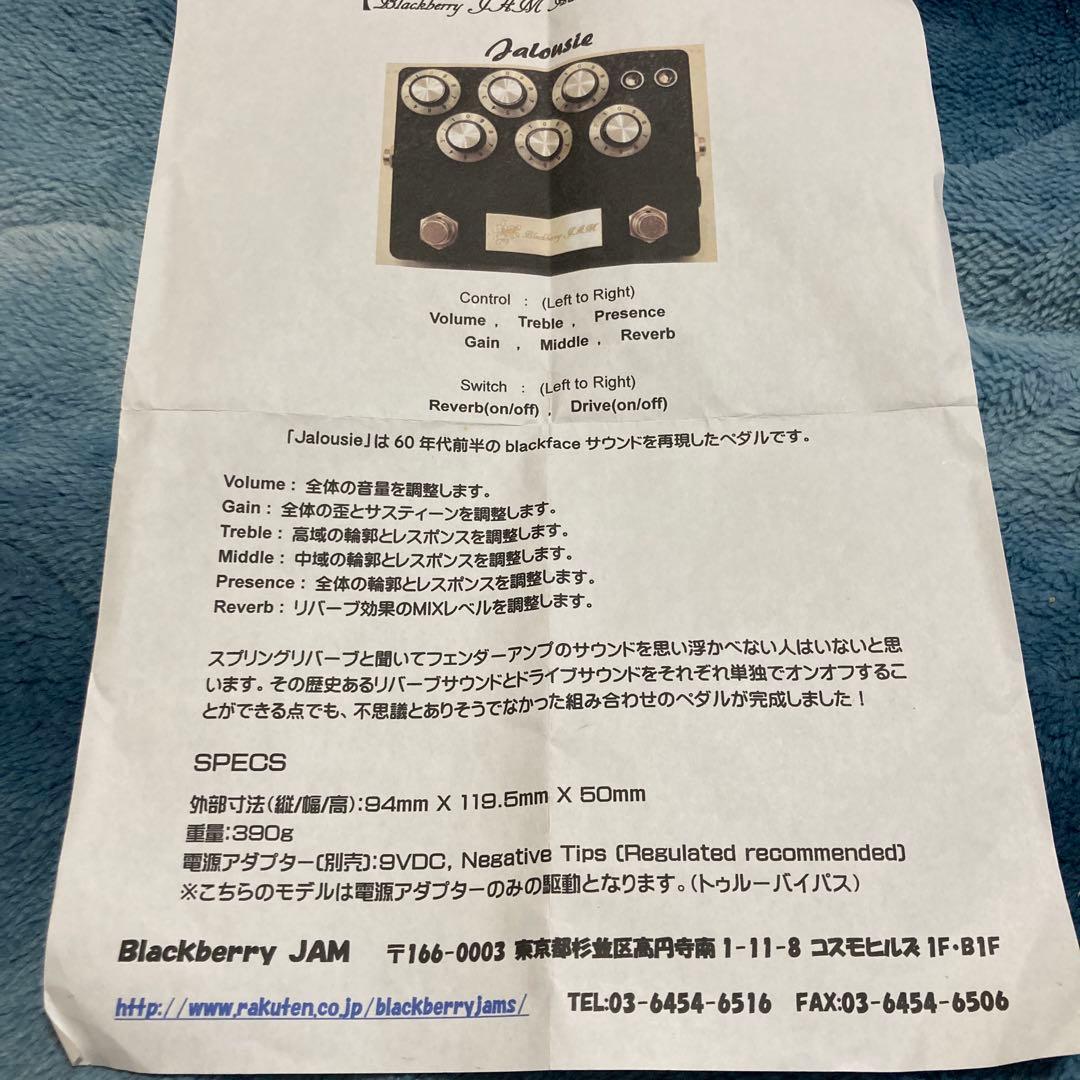 Blackberry JAM
Jalousie
Blackberry JAM
Control : (Left to Right)
Volume , Treble , Presence
Gain , Middle , Reverb
Switch : (Left to Right)
Reverb(on/off) , Drive(on/off)
「Jalousie」は 60 年代前半の blackface サウンドを再現したペダルです。
Volume : 全体の音量を調整します。
Gain : 全体の歪とサスティーンを調整します。
Treble : 高域の輪郭とレスポンスを調整します。
Middle : 中域の輪郭とレスポンスを調整します。
Presence : 全体の輪郭とレスポンスを調整します。
Reverb : リバーブ効果のMIXレベルを調整します。
スプリングリバーブと聞いてフェンダーアンプのサウンドを思い浮かべない人はいないと思
います。その歴史あるリバーブサウンドとドライブサウンドをそれぞれ単独でオンオフするこ
とができる点でも、不思議とありそうでなかった組み合わせのペダルが完成しました！
SPECS
外部寸法(縦/幅/高):94mm X 119.5mm X 50mm
重量:390g
電源アダプター(別売):9VDC, Negative Tips (Regulated recommended)
※こちらのモデルは電源アダプターのみの駆動となります。(トゥルーバイパス)
Blackberry JAM 〒166-0003 東京都杉並区高円寺南 1-11-8 コスモヒルズ 1F・B1F
http://www.rakuten.co.jp/blackberryjams/ TEL:03-6454-6516 FAX:03-6454-6506